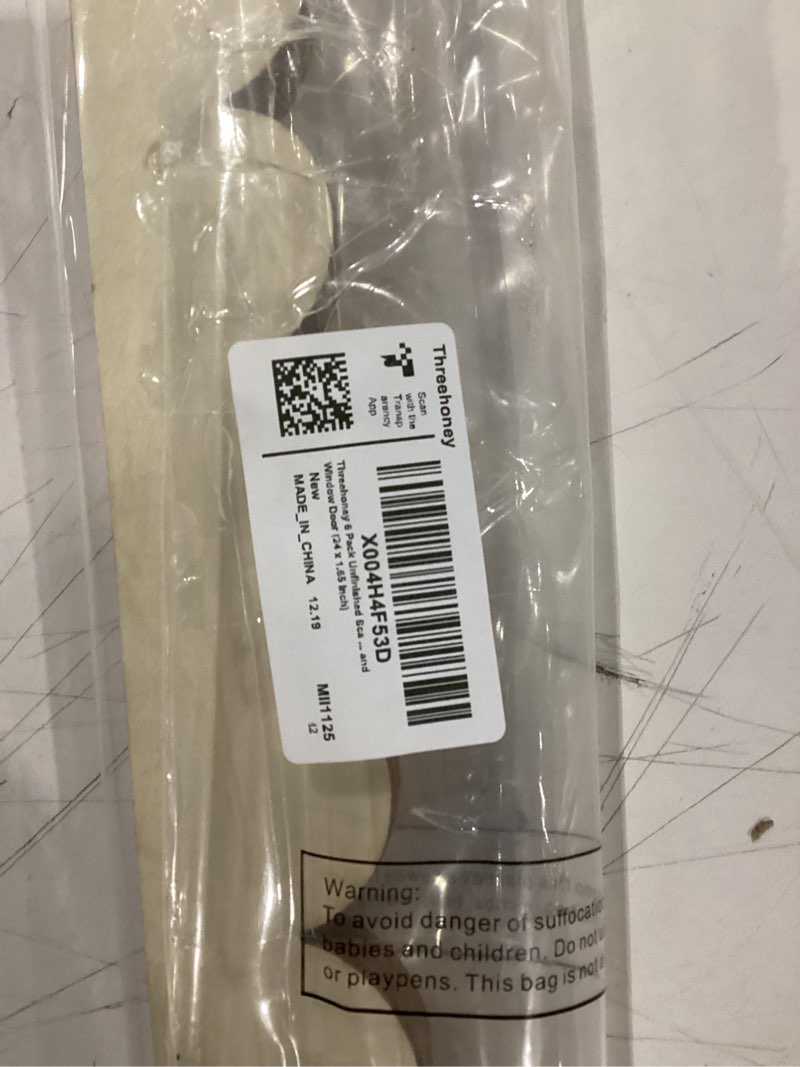 Threehoney
Scan
with the
Transp
arency
App
X004H4F53D
Threehoney 6 Pack Unfinished Sca ... and
Window Door (24 x 1.65 Inch)
New
MADE_IN_CHINA 12.19
MII1125
12
Warning:
To avoid danger of suffocatio
babies and children. Do not u
or playpens. This bag is not a